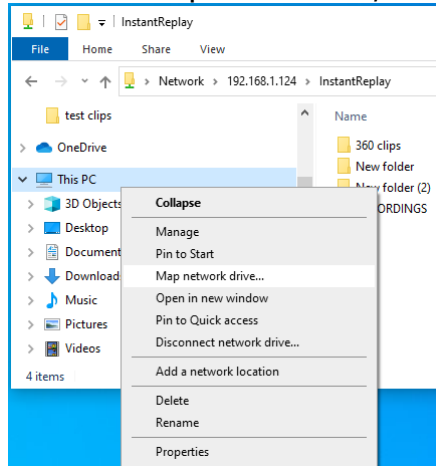 InstantReplay
File Home Share View
Network > 192.168.1.124 > InstantReplay
test clips
OneDrive
This PC
3D Objects
Desktop
Document
Download
Music
Pictures
Videos
4 items
Name
360 clips
New folder
New folder (2)
ORDINGS
Collapse
Manage
Pin to Start
Map network drive...
Open in new window
Pin to Quick access
Disconnect network drive...
Add a network location
Delete
Rename
Properties